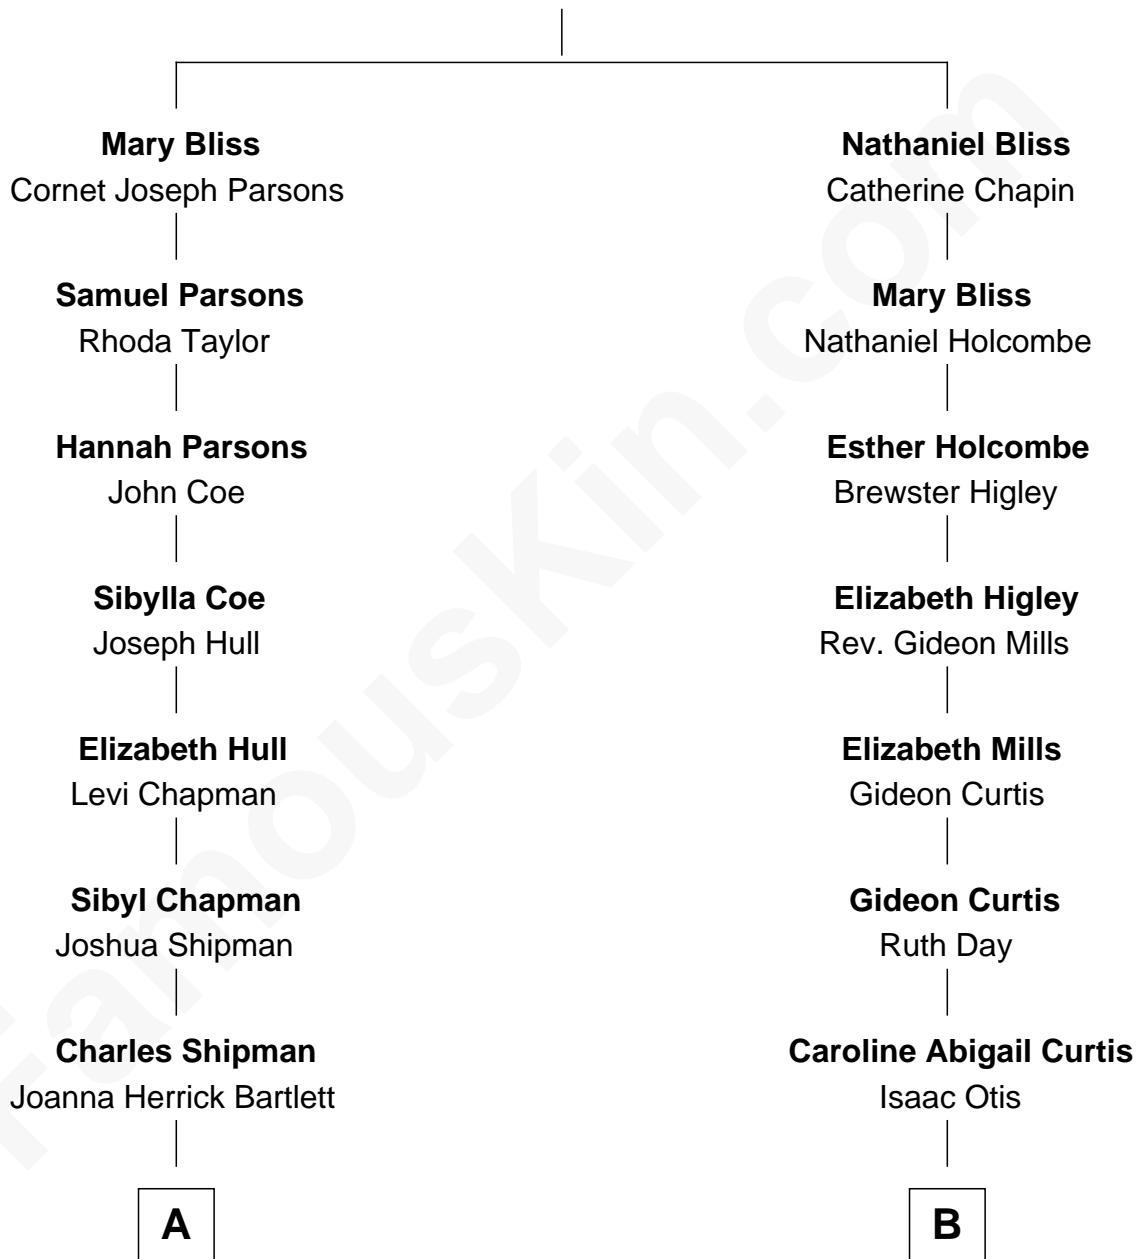 Mary Bliss
Cornet Joseph Parsons
Samuel Parsons
Rhoda Taylor
Hannah Parsons
John Coe
Sibylla Coe
Joseph Hull
Elizabeth Hull
Levi Chapman
Sibyl Chapman
Joshua Shipman
Charles Shipman
Joanna Herrick Bartlett
A
Nathaniel Bliss
Catherine Chapin
Mary Bliss
Nathaniel Holcombe
Esther Holcombe
Brewster Higley
Elizabeth Higley
Rev. Gideon Mills
Elizabeth Mills
Gideon Curtis
Gideon Curtis
Ruth Day
Caroline Abigail Curtis
Isaac Otis
B
FamousKin.com